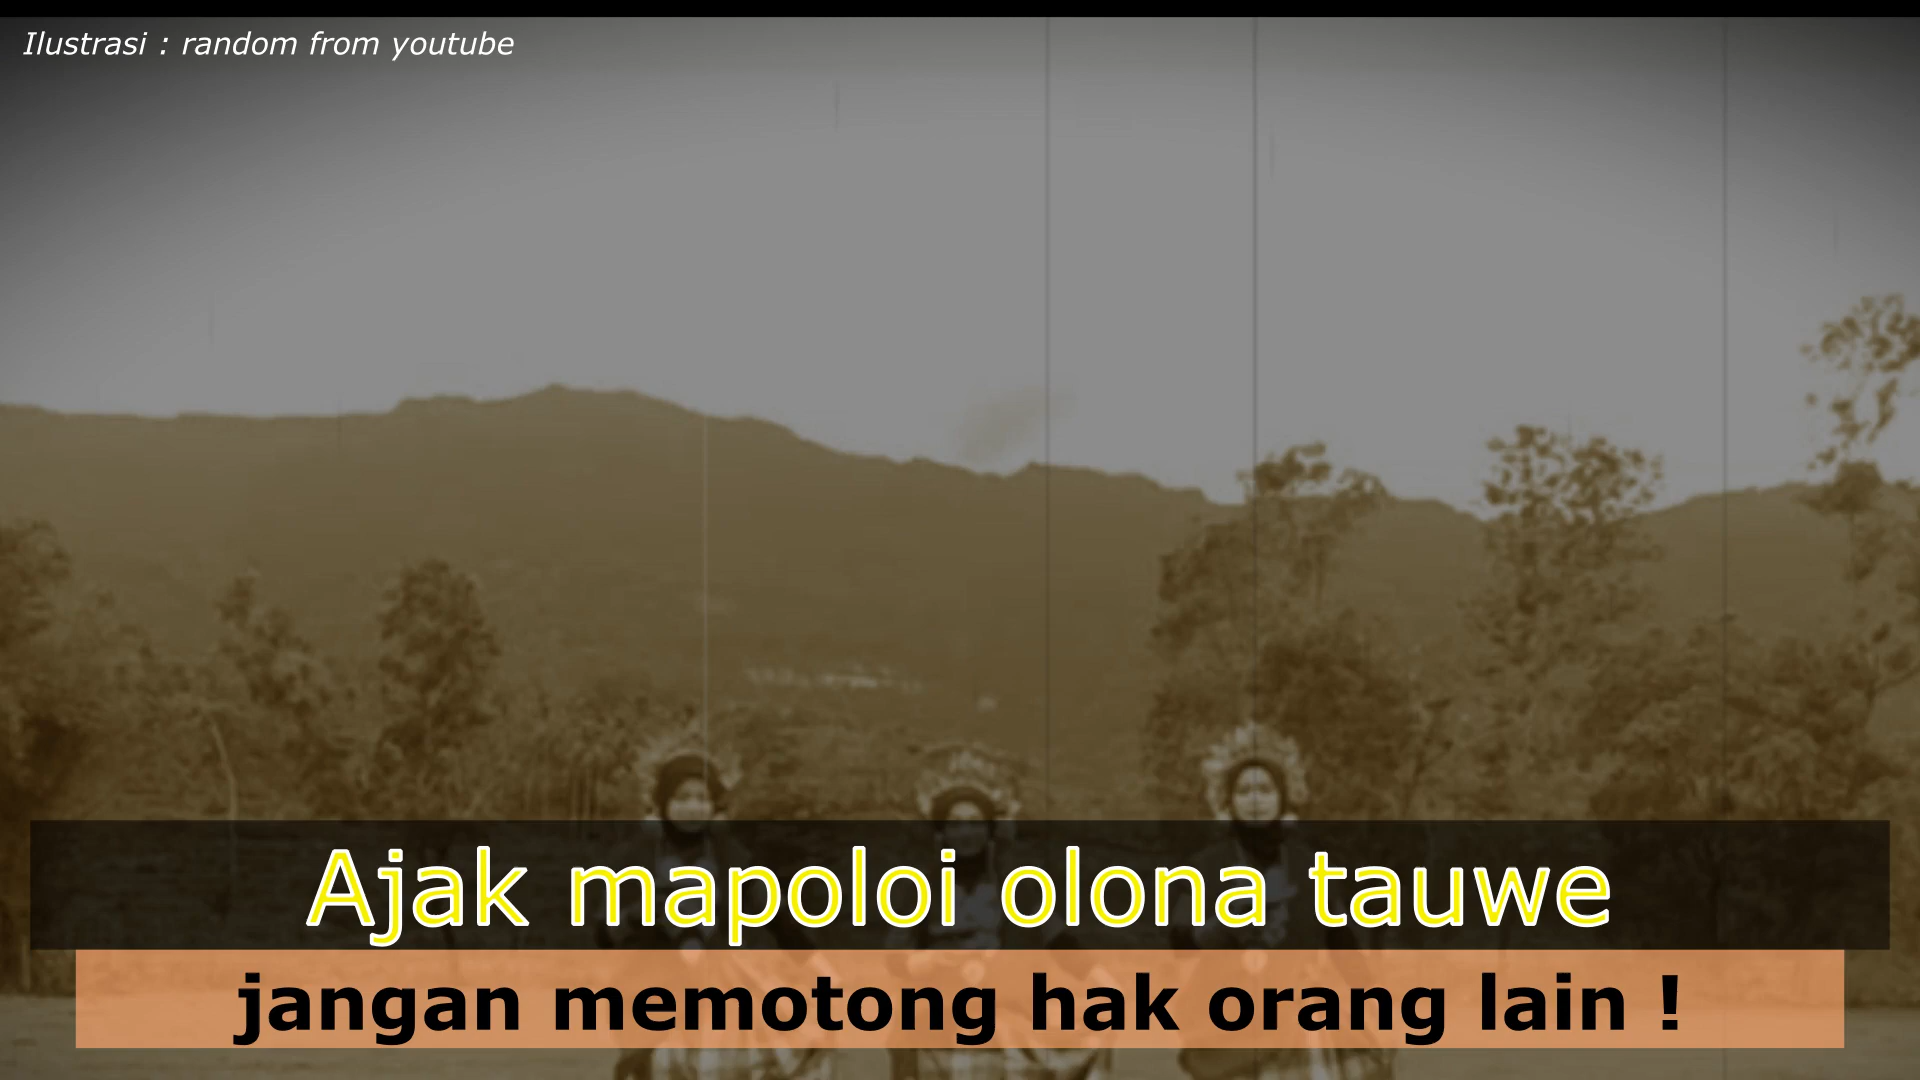 Ilustrasi : random from youtube
Ajak mapoloi olona tauwe
jangan memotong hak orang lain !